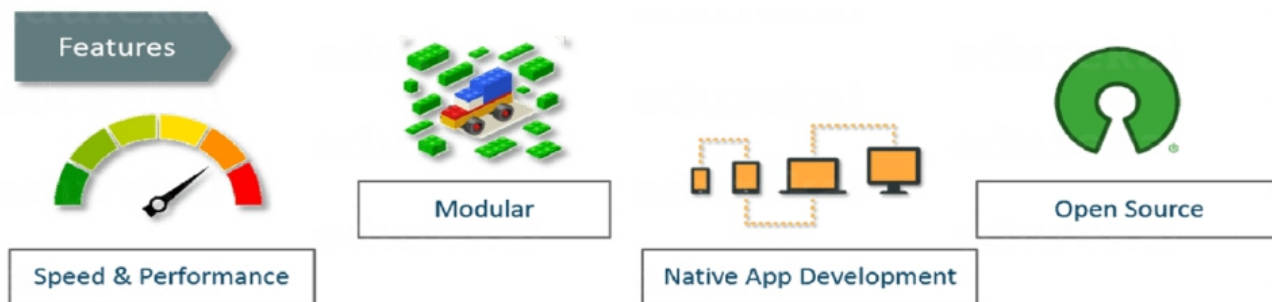 Features
Speed & Performance
Modular
Native App Development
Open Source